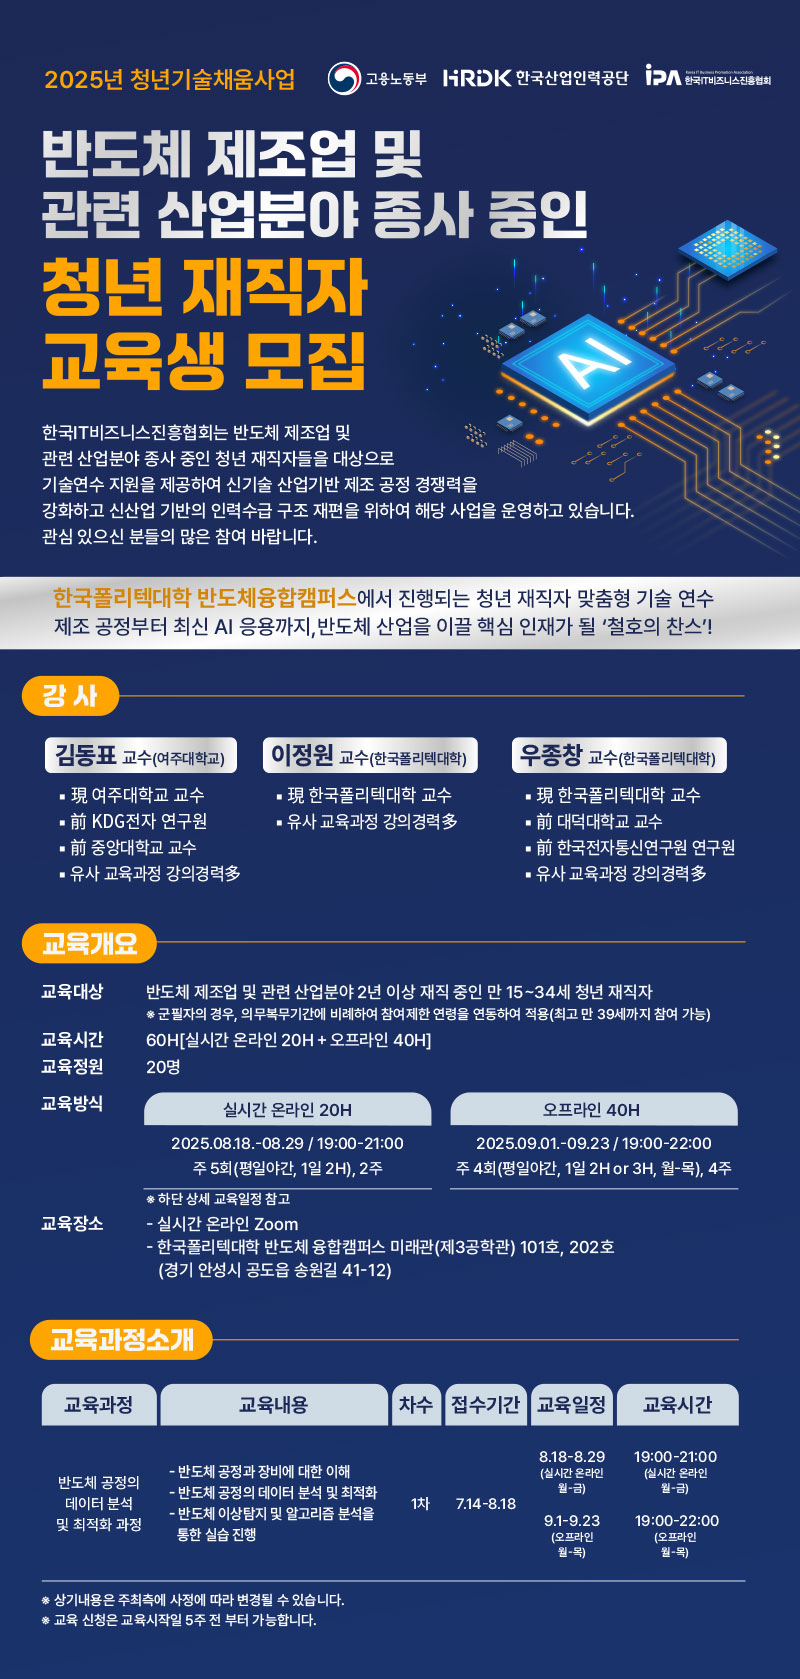 2025년 청년기술채움사업
고용노동부
HRDK 한국산업인력공단
iPA 한국IT비즈니스진흥협회
반도체 제조업 및
관련 산업분야 종사 중인
청년 재직자
교육생 모집
AI
한국IT비즈니스진흥협회는 반도체 제조업 및
관련 산업분야 종사 중인 청년 재직자들을 대상으로
기술연수 지원을 제공하여 신기술 산업기반 제조 공정 경쟁력을
강화하고 신산업 기반의 인력수급 구조 재편을 위하여 해당 사업을 운영하고 있습니다.
관심 있으신 분들의 많은 참여 바랍니다.
한국폴리텍대학 반도체융합캠퍼스에서 진행되는 청년 재직자 맞춤형 기술 연수
제조 공정부터 최신 AI 응용까지,반도체 산업을 이끌 핵심 인재가 될 ‘철호의 찬스’!
강 사
김동표 교수(여주대학교)
▪ 現 여주대학교 교수
▪ 前 KDG전자 연구원
▪ 前 중앙대학교 교수
▪ 유사 교육과정 강의경력多
이정원 교수(한국폴리텍대학)
▪ 現 한국폴리텍대학 교수
▪ 유사 교육과정 강의경력多
우종창 교수(한국폴리텍대학)
▪ 現 한국폴리텍대학 교수
▪ 前 대덕대학교 교수
▪ 前 한국전자통신연구원 연구원
▪ 유사 교육과정 강의경력多
교육개요
교육대상 반도체 제조업 및 관련 산업분야 2년 이상 재직 중인 만 15~34세 청년 재직자
※ 군필자의 경우, 의무복무기간에 비례하여 참여제한 연령을 연동하여 적용(최고 만 39세까지 참여 가능)
교육시간 60H[실시간 온라인 20H + 오프라인 40H]
교육정원 20명
교육방식
실시간 온라인 20H
2025.08.18.-08.29 / 19:00-21:00
주 5회(평일야간, 1일 2H), 2주
오프라인 40H
2025.09.01.-09.23 / 19:00-22:00
주 4회(평일야간, 1일 2H or 3H, 월-목), 4주
※ 하단 상세 교육일정 참고
교육장소 - 실시간 온라인 Zoom
- 한국폴리텍대학 반도체 융합캠퍼스 미래관(제3공학관) 101호, 202호
(경기 안성시 공도읍 송원길 41-12)
교육과정소개
교육과정 교육내용 차수 접수기간 교육일정 교육시간
반도체 공정의
데이터 분석
및 최적화 과정
- 반도체 공정과 장비에 대한 이해
- 반도체 공정의 데이터 분석 및 최적화
- 반도체 이상탐지 및 알고리즘 분석을
통한 실습 진행
1차
7.14-8.18
8.18-8.29
(실시간 온라인
월-금)
9.1-9.23
(오프라인
월-목)
19:00-21:00
(실시간 온라인
월-금)
19:00-22:00
(오프라인
월-목)
※ 상기내용은 주최측에 사정에 따라 변경될 수 있습니다.
※ 교육 신청은 교육시작일 5주 전 부터 가능합니다.